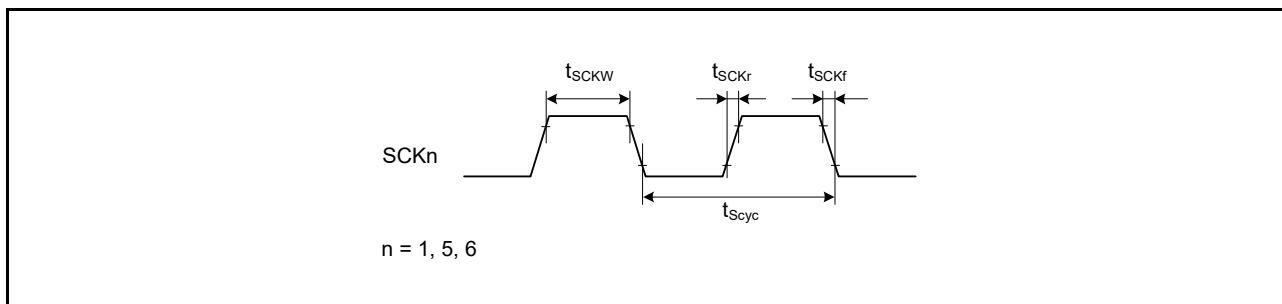 tSCKW
tSCKr
tSCKf
SCKn
tScyc
n = 1, 5, 6